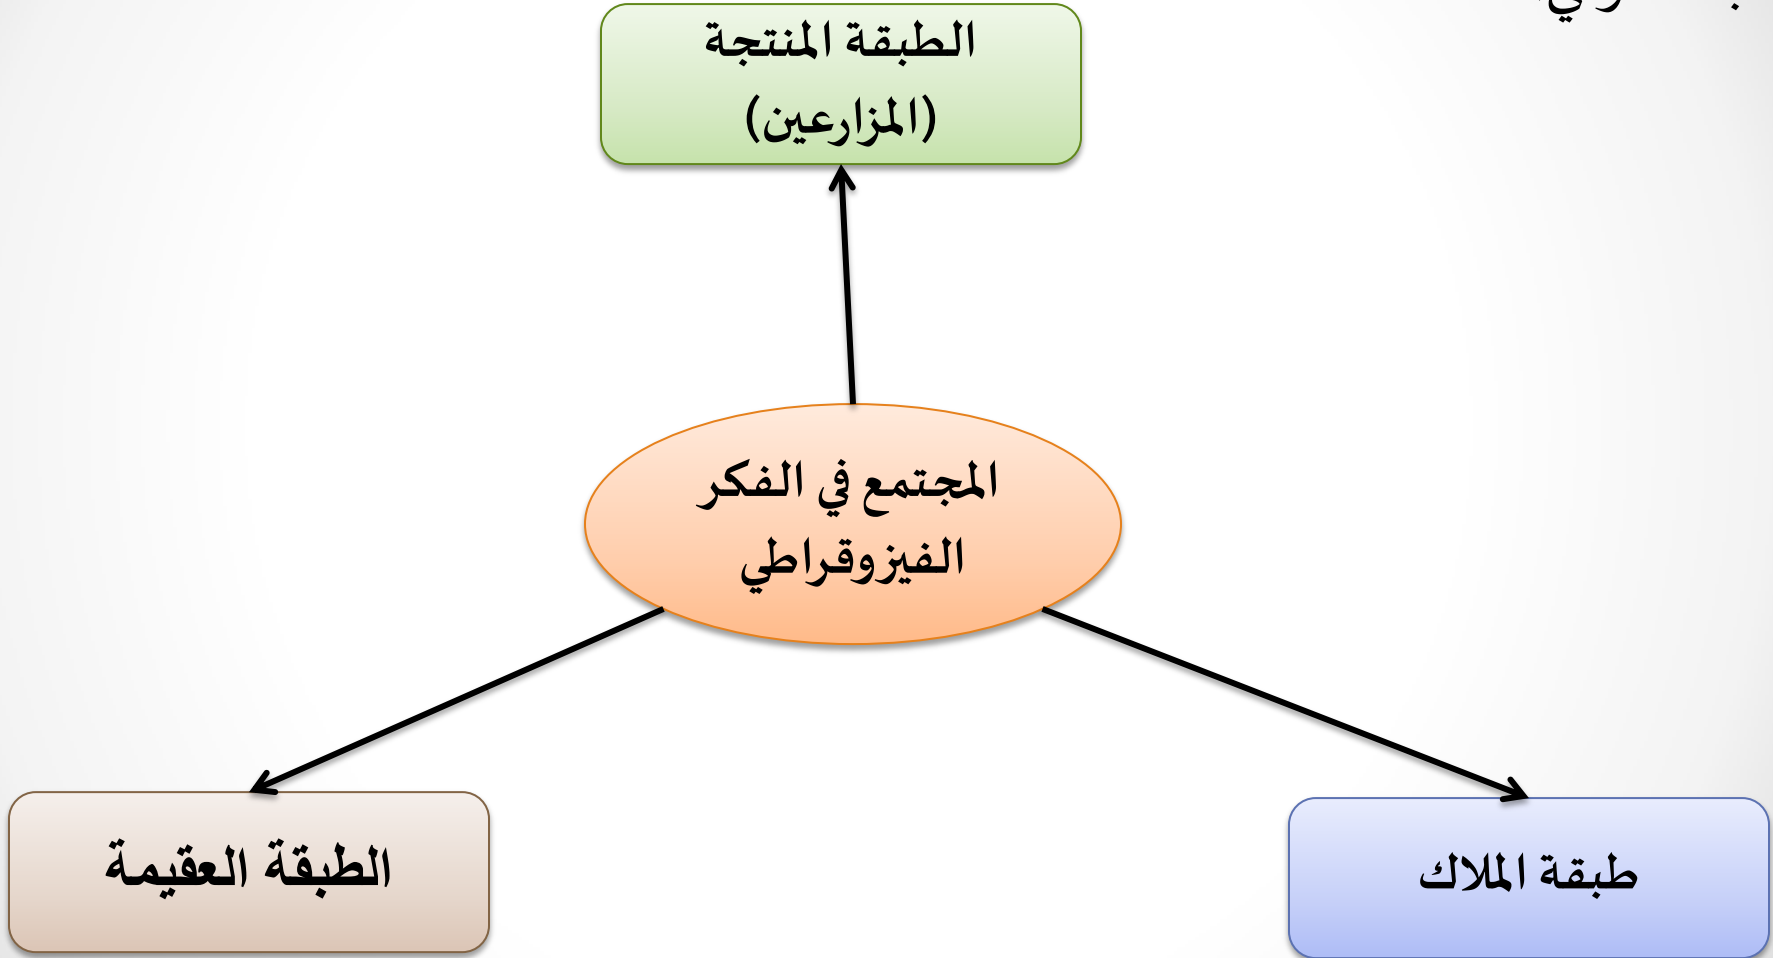 الطبقة المنتجة
(المزارعين)
المجتمع في الفكر
الفيزوقراطي
الطبقة العقيمة
طبقة الملاك